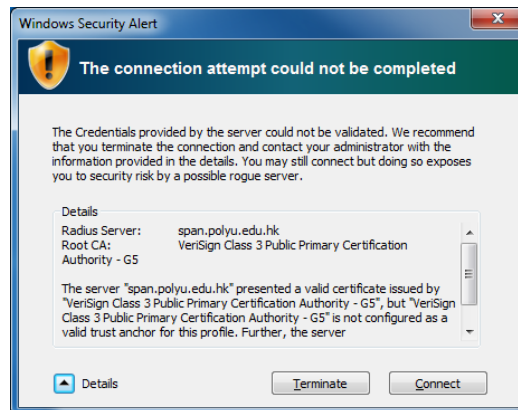 Windows Security Alert
The connection attempt could not be completed
The Credentials provided by the server could not be validated. We recommend
that you terminate the connection and contact your administrator with the
information provided in the details. You may still connect but doing so exposes
you to security risk by a possible rogue server.
Details
Radius Server: span.polyu.edu.hk
Root CA: VeriSign Class 3 Public Primary Certification
Authority - G5
The server "span.polyu.edu.hk" presented a valid certificate issued by
"VeriSign Class 3 Public Primary Certification Authority - G5", but "VeriSign
Class 3 Public Primary Certification Authority - G5" is not configured as a
valid trust anchor for this profile. Further, the server
Details Terminate Connect